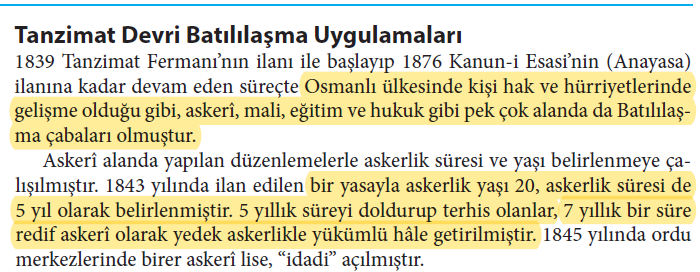 Tanzimat Devri Batılılaşma Uygulamaları
1839 Tanzimat Fermanı’nın ilanı ile başlayıp 1876 Kanun-i Esasi’nin (Anayasa)
ilanına kadar devam eden süreçte Osmanlı ülkesinde kişi hak ve hürriyetlerinde
gelişme olduğu gibi, askerî, mali, eğitim ve hukuk gibi pek çok alanda da Batılılaş-
ma çabaları olmuştur.
Askerî alanda yapılan düzenlemelerle askerlik süresi ve yaşı belirlenmeye ça-
lışılmıştır. 1843 yılında ilan edilen bir yasayla askerlik yaşı 20, askerlik süresi de
5 yıl olarak belirlenmiştir. 5 yıllık süreyi doldurup terhis olanlar, 7 yıllık bir süre
redif askerî olarak yedek askerlikle yükümlü hâle getirilmiştir. 1845 yılında ordu
merkezlerinde birer askerî lise, “idadi” açılmıştır.